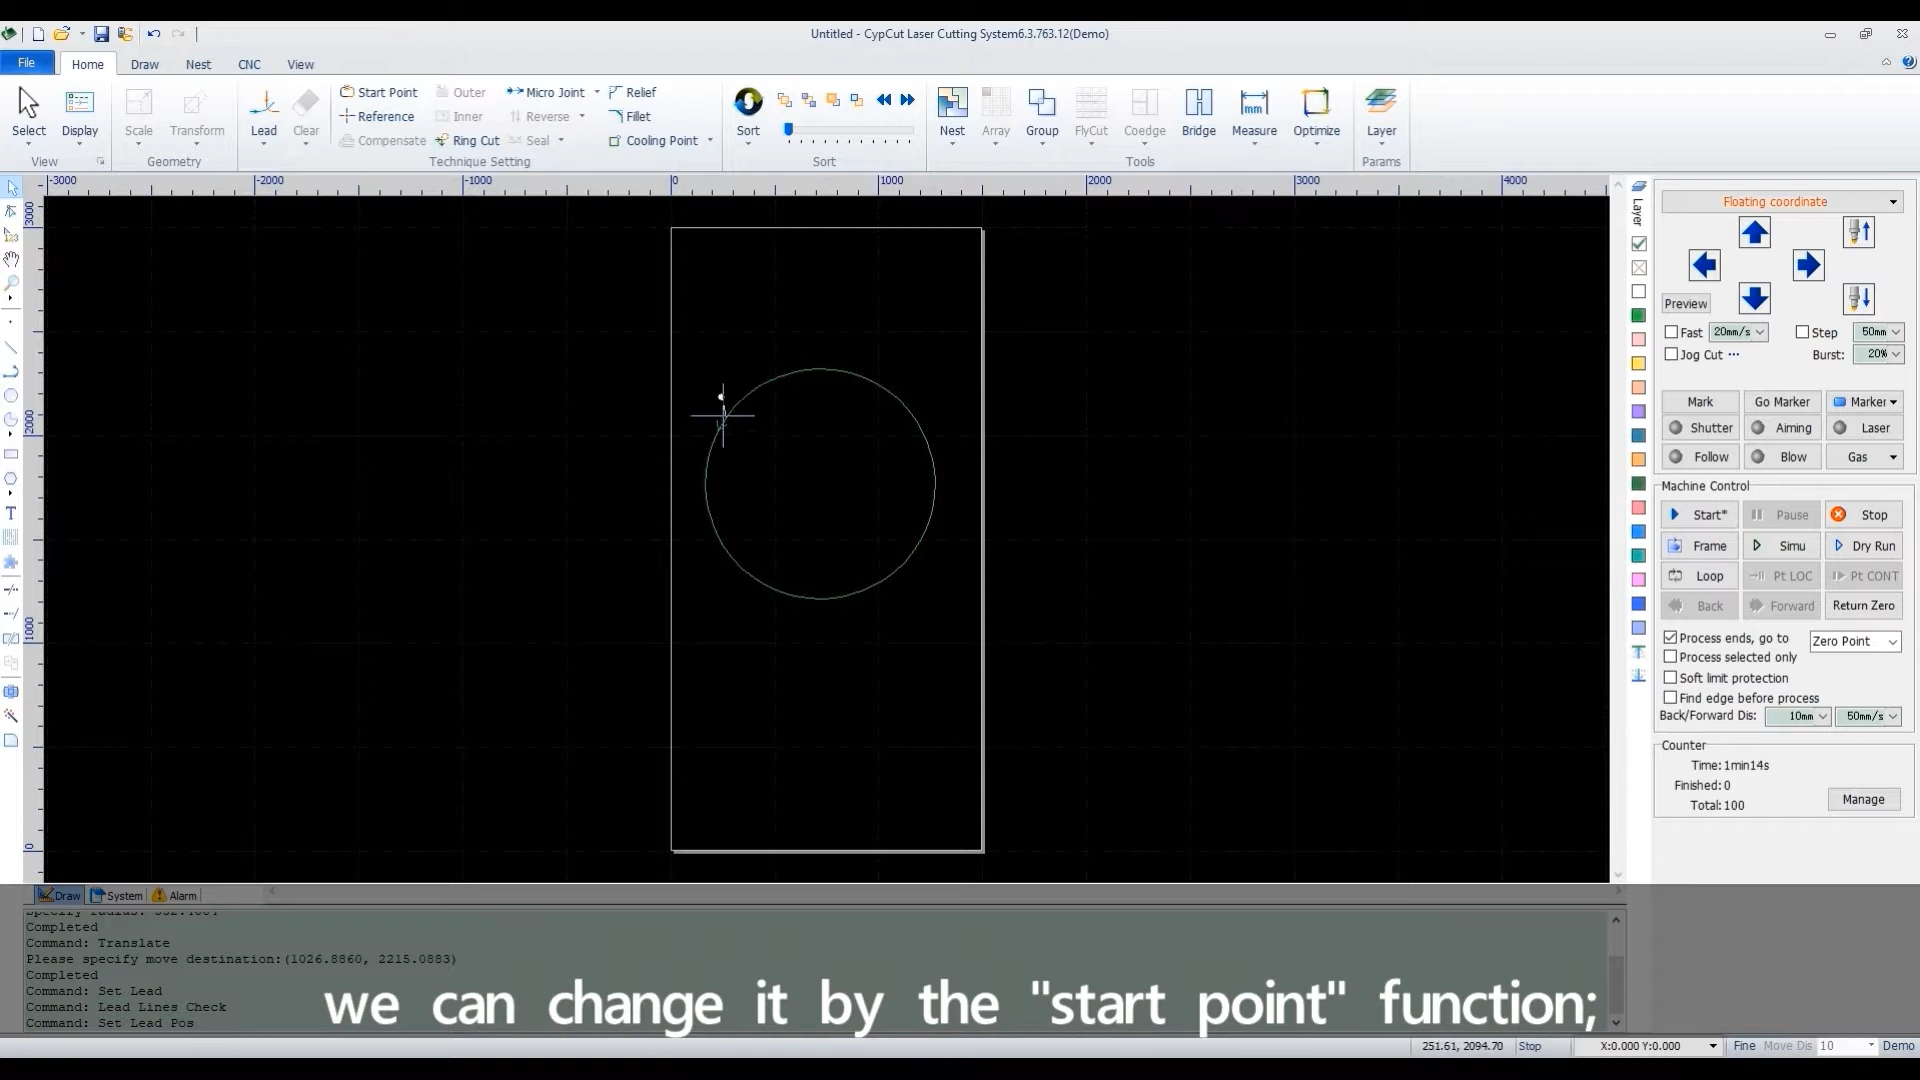 Untitled - CypCut Laser Cutting System6.3.763.12(Demo)
File Home Draw Nest CNC View
Select Display Scale Transform Lead Clear
Start Point Outer Micro Joint Relief
Reference Inner Reverse Fillet
Compensate Ring Cut Seal Cooling Point
Sort Nest Array Group FlyCut Coedge Bridge Measure Optimize Layer
mm
View Geometry Technique Setting Sort Tools Params
-3000 -2000 -1000 0 1000 2000 3000 4000
3000
2000
1000
0
123
T
Layer
Floating coordinate
Preview
Fast 20mm/s Step 50mm
Jog Cut Burst: 20%
Mark Go Marker Marker
Shutter Aiming Laser
Follow Blow Gas
Machine Control
Start* Pause Stop
Frame Simu Dry Run
Loop Pt LOC Pt CONT
Back Forward Return Zero
Process ends, go to Zero Point
Process selected only
Soft limit protection
Find edge before process
Back/Forward Dis: 10mm 50mm/s
Counter
Time: 1min14s
Finished: 0
Total: 100
Manage
Draw System Alarm
Completed
Command: Translate
Please specify move destination:(1026.8860, 2215.0883)
Completed
Command: Set Lead
Command: Lead Lines Check
Command: Set Lead Pos
we can change it by the "start point" function;
251.61, 2094.70 Stop X:0.000 Y:0.000 Fine Move Dis 10 Demo